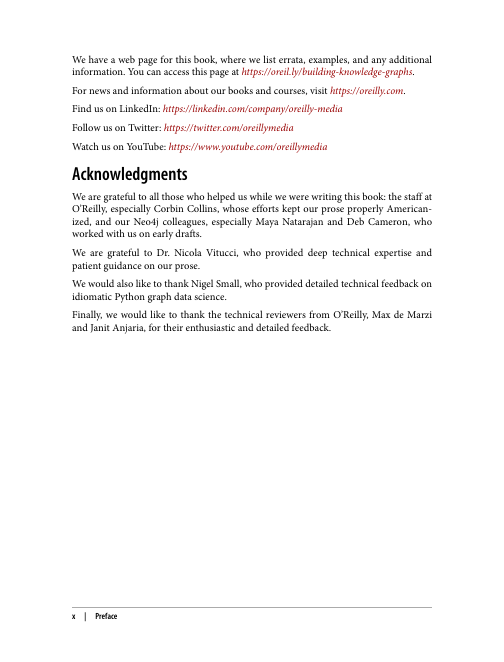 We have a web page for this book, where we list errata, examples, and any additional
information. You can access this page at https://oreil.ly/building-knowledge-graphs.
For news and information about our books and courses, visit https://oreilly.com.
Find us on LinkedIn: https://linkedin.com/company/oreilly-media
Follow us on Twitter: https://twitter.com/oreillymedia
Watch us on YouTube: https://www.youtube.com/oreillymedia
Acknowledgments
We are grateful to all those who helped us while we were writing this book: the staff at
O’Reilly, especially Corbin Collins, whose efforts kept our prose properly American-
ized, and our Neo4j colleagues, especially Maya Natarajan and Deb Cameron, who
worked with us on early drafts.
We are grateful to Dr. Nicola Vitucci, who provided deep technical expertise and
patient guidance on our prose.
We would also like to thank Nigel Small, who provided detailed technical feedback on
idiomatic Python graph data science.
Finally, we would like to thank the technical reviewers from O’Reilly, Max de Marzi
and Janit Anjaria, for their enthusiastic and detailed feedback.
x | Preface